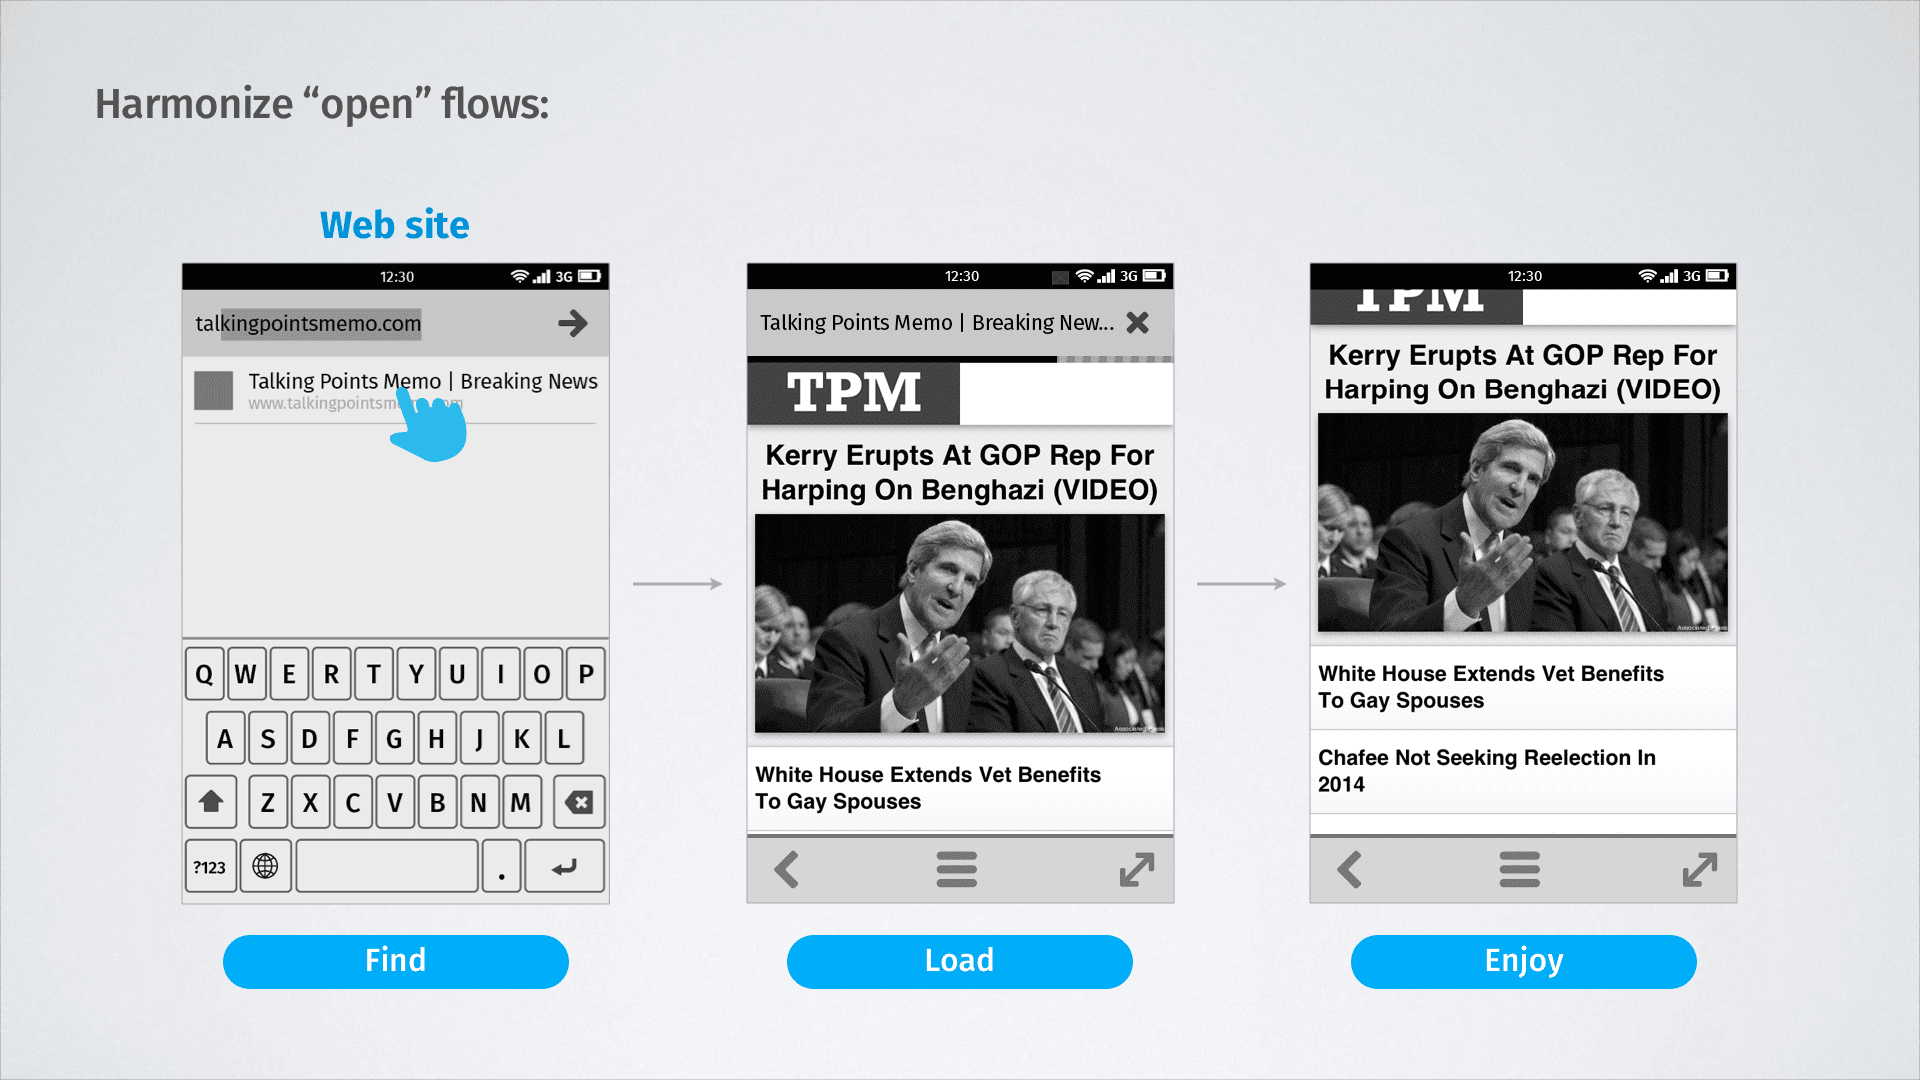 Harmonize “open” flows:
Web site
12:30 3G
talkingpointsmemo.com
Talking Points Memo | Breaking News
www.talkingpointsm
Q W E R T Y U I O P
A S D F G H J K L
Z X C V B N M
?123 .
Find
12:30 3G
Talking Points Memo | Breaking New...
TPM
Kerry Erupts At GOP Rep For
Harping On Benghazi (VIDEO)
Associated Press
White House Extends Vet Benefits
To Gay Spouses
Load
12:30 3G
TPM
Kerry Erupts At GOP Rep For
Harping On Benghazi (VIDEO)
Associated Press
White House Extends Vet Benefits
To Gay Spouses
Chafee Not Seeking Reelection In
2014
Enjoy